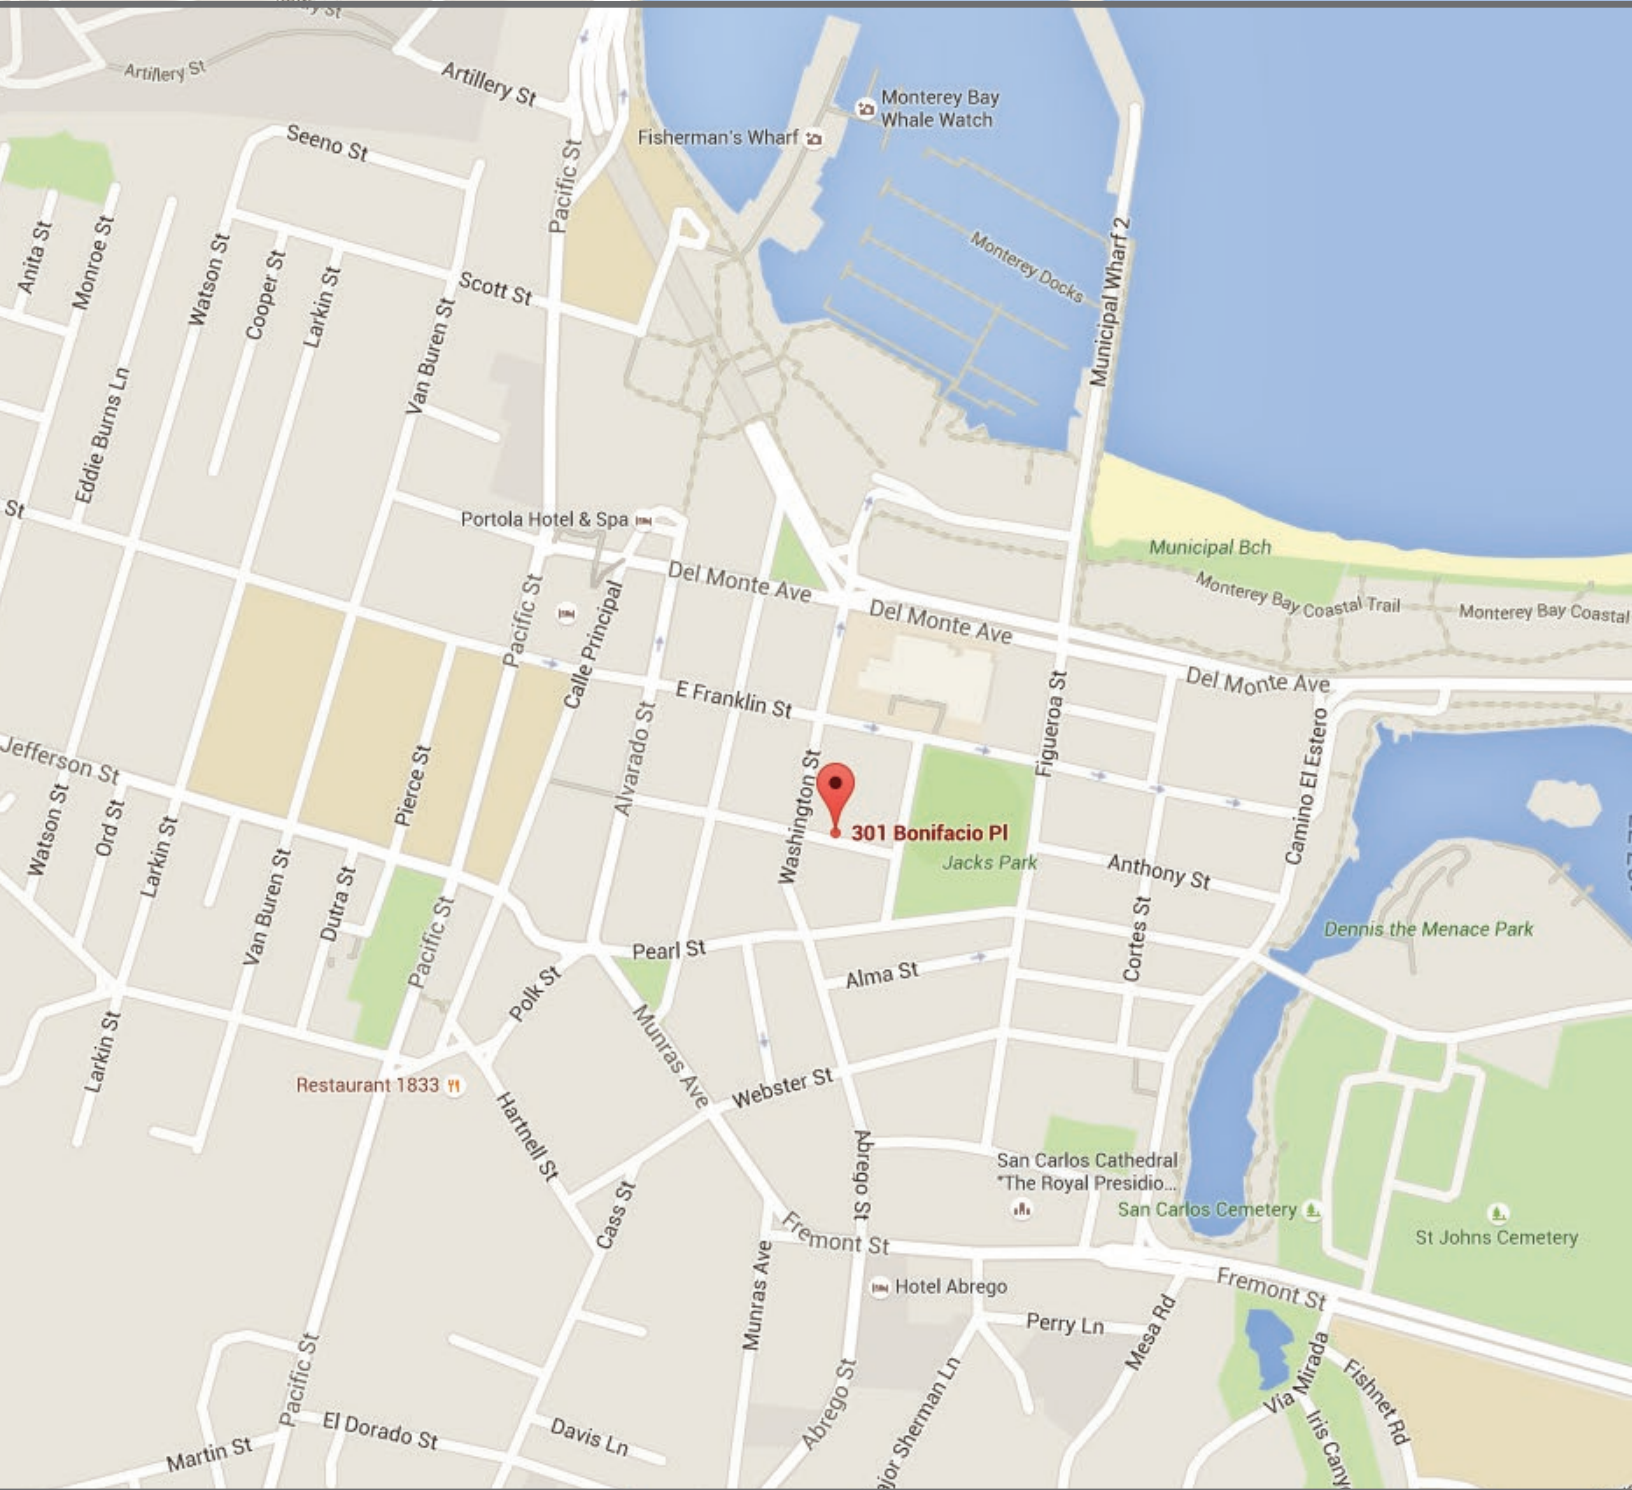 Artillery St
Artillery St
Monterey Bay
Whale Watch
Fisherman's Wharf
Seeno St
Pacific St
Anita St
Monroe St
Watson St
Cooper St
Larkin St
Scott St
Van Buren St
Monterey Docks
Municipal Wharf 2
Eddie Burns Ln
St
Portola Hotel & Spa
Municipal Bch
Del Monte Ave
Monterey Bay Coastal Trail
Monterey Bay Coastal
Del Monte Ave
Pacific St
Calle Principal
Del Monte Ave
E Franklin St
Figueroa St
Camino El Estero
Jefferson St
Alvarado St
Pierce St
Washington St
301 Bonifacio Pl
Jacks Park
Anthony St
Watson St
Ord St
Larkin St
Van Buren St
Dutra St
Pacific St
Cortes St
Dennis the Menace Park
Pearl St
Alma St
Polk St
Munras Ave
Larkin St
Restaurant 1833
Webster St
Hartnell St
Abrego St
San Carlos Cathedral
"The Royal Presidio...
San Carlos Cemetery
St Johns Cemetery
Cass St
Fremont St
Munras Ave
Hotel Abrego
Fremont St
Perry Ln
Mesa Rd
Via Mirada
Fishnet Rd
Iris Cany
Pacific St
Abrego St
ajor Sherman Ln
El Dorado St
Davis Ln
Martin St